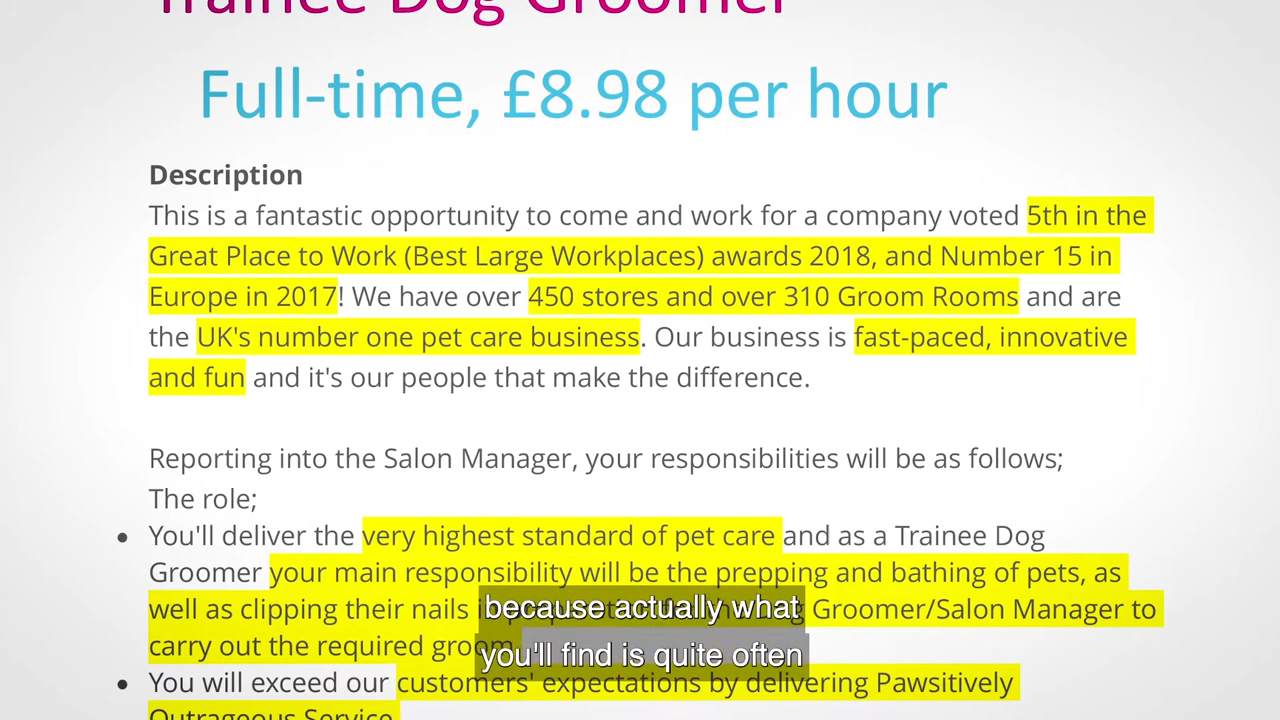 Trainee Dog Groomer
Full-time, £8.98 per hour
Description
This is a fantastic opportunity to come and work for a company voted 5th in the
Great Place to Work (Best Large Workplaces) awards 2018, and Number 15 in
Europe in 2017! We have over 450 stores and over 310 Groom Rooms and are
the UK's number one pet care business. Our business is fast-paced, innovative
and fun and it's our people that make the difference.
Reporting into the Salon Manager, your responsibilities will be as follows;
The role;
• You'll deliver the very highest standard of pet care and as a Trainee Dog
Groomer your main responsibility will be the prepping and bathing of pets, as
well as clipping their nails Groomer/Salon Manager to
carry out the required groom
• You will exceed our customers' expectations by delivering Pawsitively
Outrageous Service
because actually what
you'll find is quite often